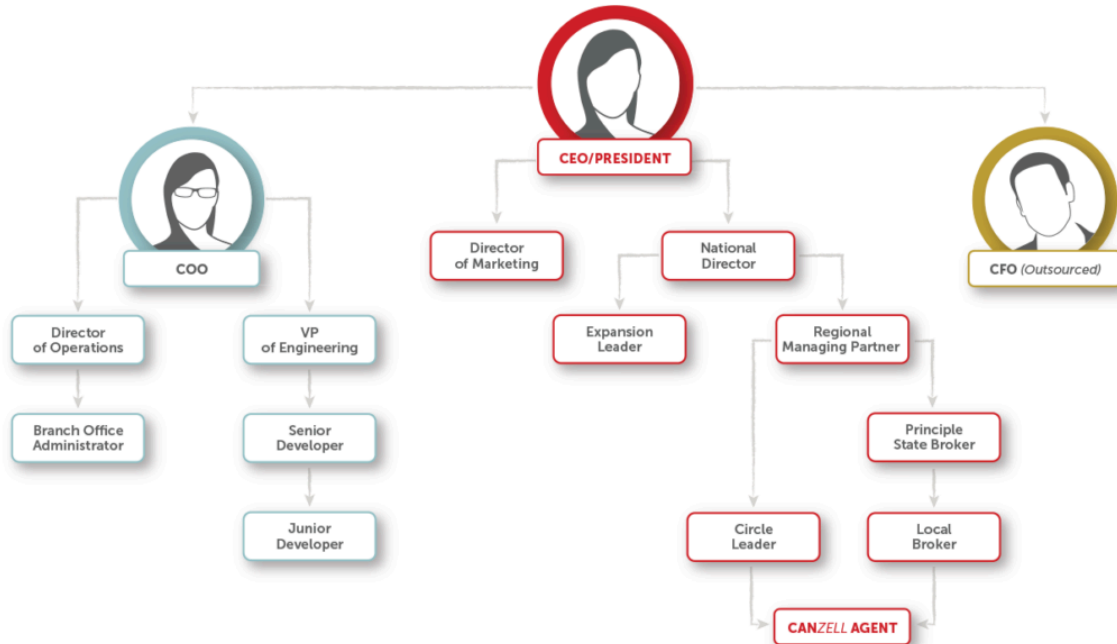 CEO/PRESIDENT
COO
CFO (Outsourced)
Director
of Marketing
National
Director
Director
of Operations
VP
of Engineering
Expansion
Leader
Regional
Managing Partner
Branch Office
Administrator
Senior
Developer
Principle
State Broker
Junior
Developer
Circle
Leader
Local
Broker
CANZELL AGENT